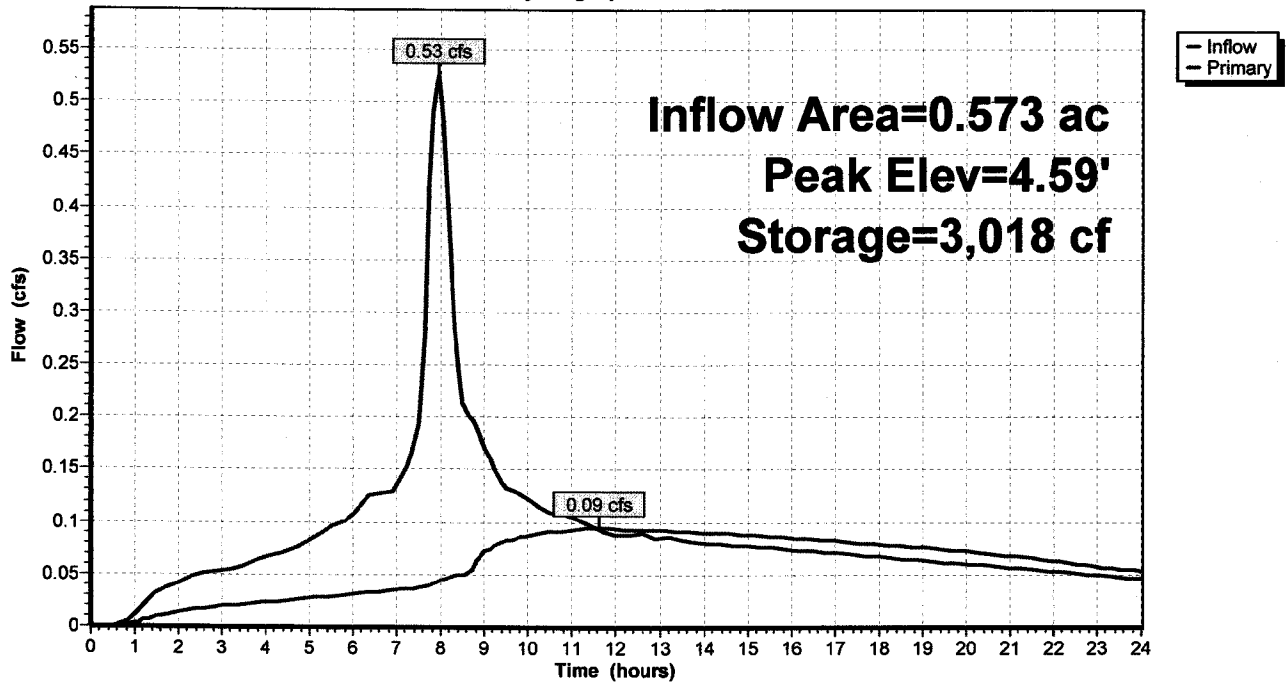 Inflow
Primary
0.53 cfs
Inflow Area=0.573 ac
Peak Elev=4.59'
Storage=3,018 cf
0.09 cfs
Flow (cfs)
0.55
0.5
0.45
0.4
0.35
0.3
0.25
0.2
0.15
0.1
0.05
0
0 1 2 3 4 5 6 7 8 9 10 11 12 13 14 15 16 17 18 19 20 21 22 23 24
Time (hours)